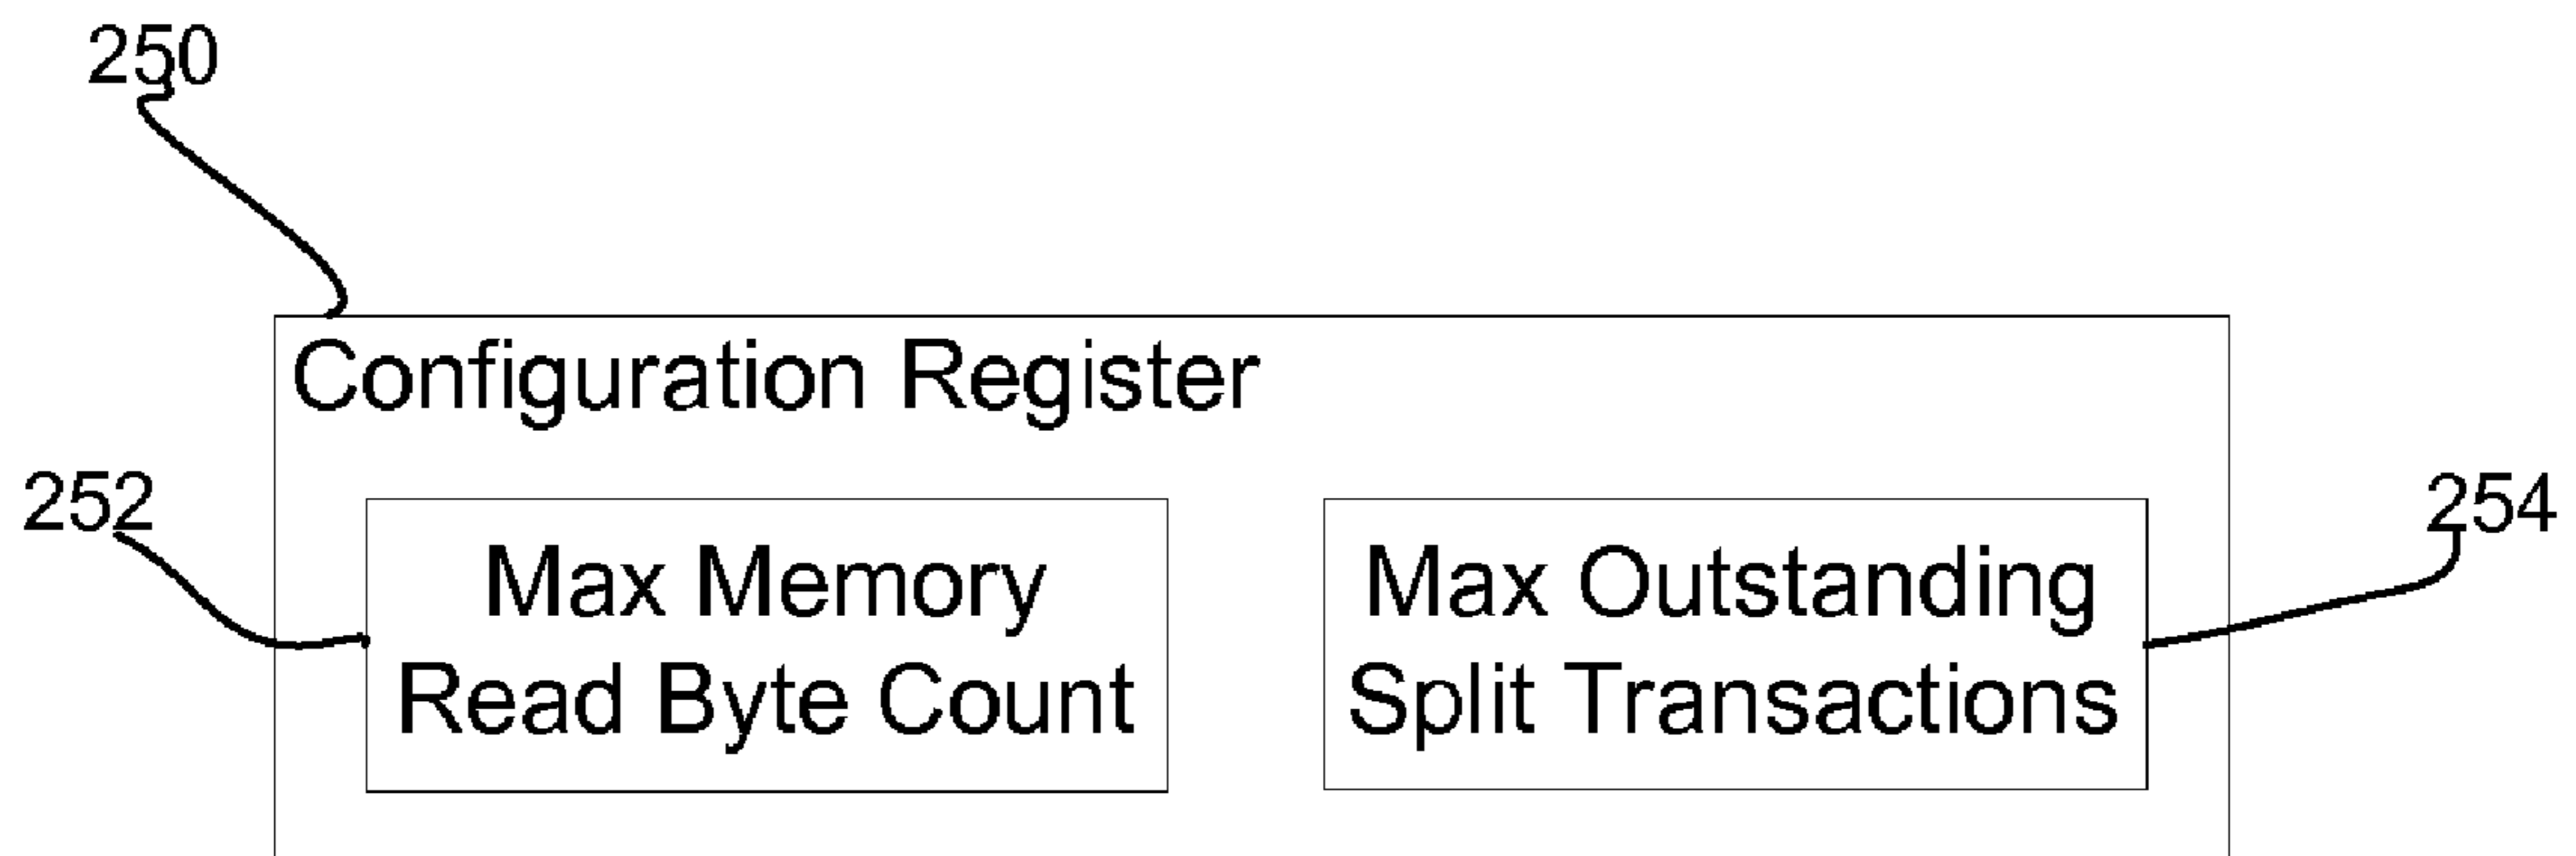 250
Configuration Register
252
254
Max Memory
Read Byte Count
Max Outstanding
Split Transactions